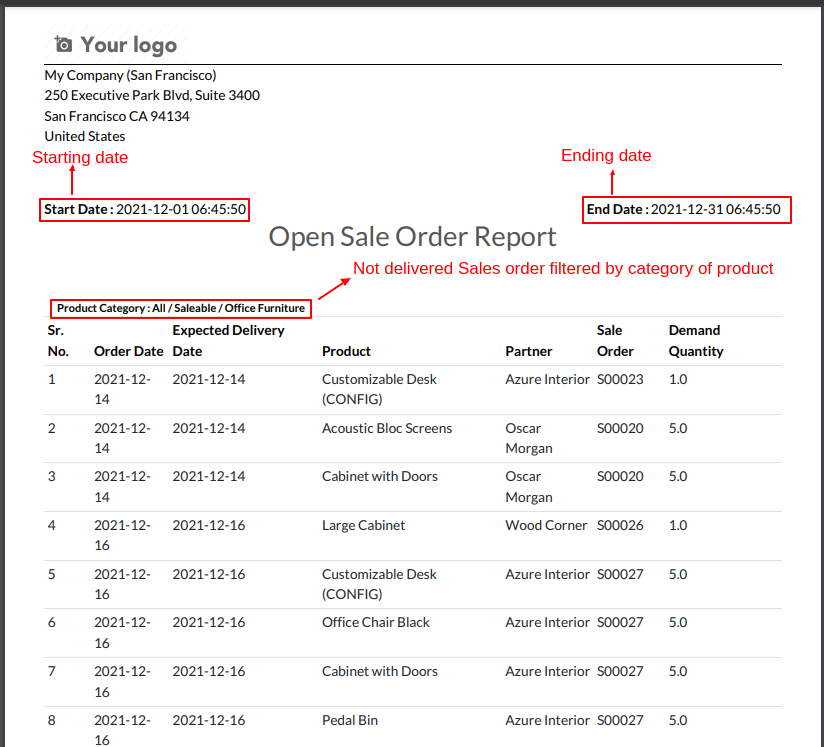 Your logo
My Company (San Francisco)
250 Executive Park Blvd, Suite 3400
San Francisco CA 94134
United States
Starting date
Ending date
Start Date : 2021-12-01 06:45:50
End Date : 2021-12-31 06:45:50
Open Sale Order Report
Not delivered Sales order filtered by category of product
Product Category : All / Saleable / Office Furniture
Sr. Expected Delivery Sale Demand
No. Order Date Date Product Partner Order Quantity
1 2021-12- 2021-12-14 Customizable Desk Azure Interior S00023 1.0
14 (CONFIG)
2 2021-12- 2021-12-14 Acoustic Bloc Screens Oscar S00020 5.0
14 Morgan
3 2021-12- 2021-12-14 Cabinet with Doors Oscar S00020 5.0
14 Morgan
4 2021-12- 2021-12-16 Large Cabinet Wood Corner S00026 1.0
16
5 2021-12- 2021-12-16 Customizable Desk Azure Interior S00027 5.0
16 (CONFIG)
6 2021-12- 2021-12-16 Office Chair Black Azure Interior S00027 5.0
16
7 2021-12- 2021-12-16 Cabinet with Doors Azure Interior S00027 5.0
16
8 2021-12- 2021-12-16 Pedal Bin Azure Interior S00027 5.0
16